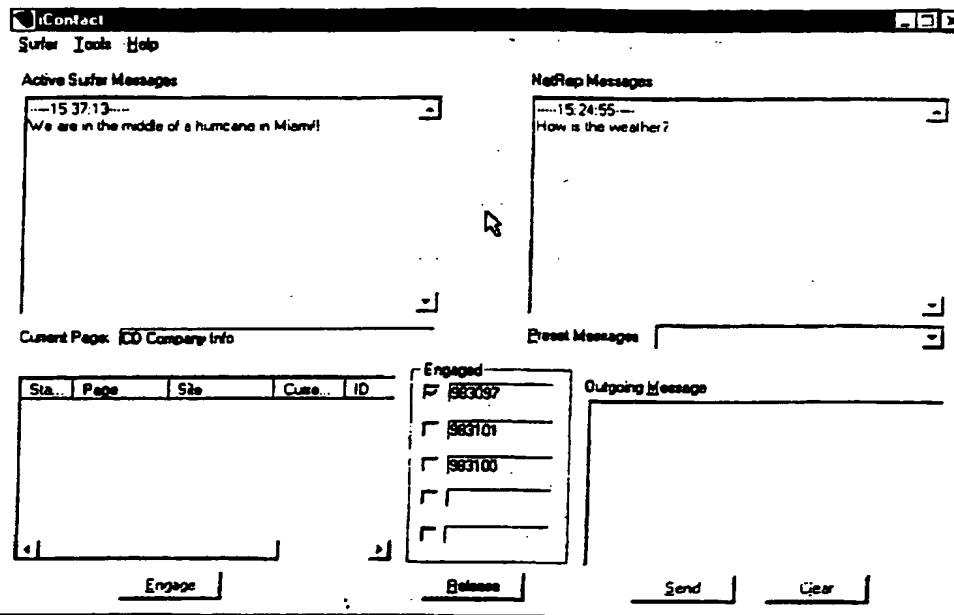 iContact
Surfer Tools Help
Active Surfer Messages
NetRep Messages
-----15:37:13-----
We are in the middle of a hurricane in Miami!!
-----15:24:55-----
How is the weather?
Current Page: ICD Company Info
Preset Messages
Sta... Page Site Curre... ID
Engaged
983097
983101
983100
Outgoing Message
Engage
Release
Send
Clear